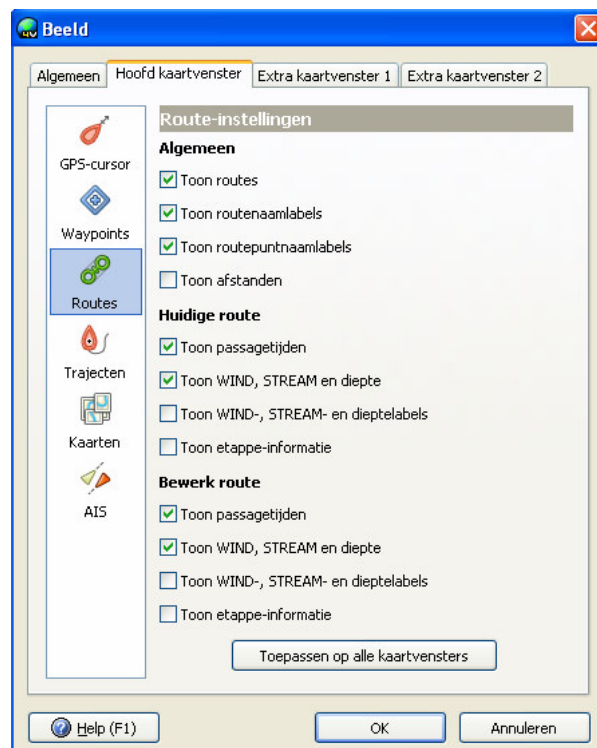 Beeld
Algemeen
Hoofd kaartvenster
Extra kaartvenster 1
Extra kaartvenster 2
GPS-cursor
Waypoints
Routes
Trajecten
Kaarten
AIS
Route-instellingen
Algemeen
Toon routes
Toon routenaamlabels
Toon routepuntnaamlabels
Toon afstanden
Huidige route
Toon passagetijden
Toon WIND, STREAM en diepte
Toon WIND-, STREAM- en dieptelabels
Toon etappe-informatie
Bewerk route
Toon passagetijden
Toon WIND, STREAM en diepte
Toon WIND-, STREAM- en dieptelabels
Toon etappe-informatie
Toepassen op alle kaartvensters
Help (F1)
OK
Annuleren